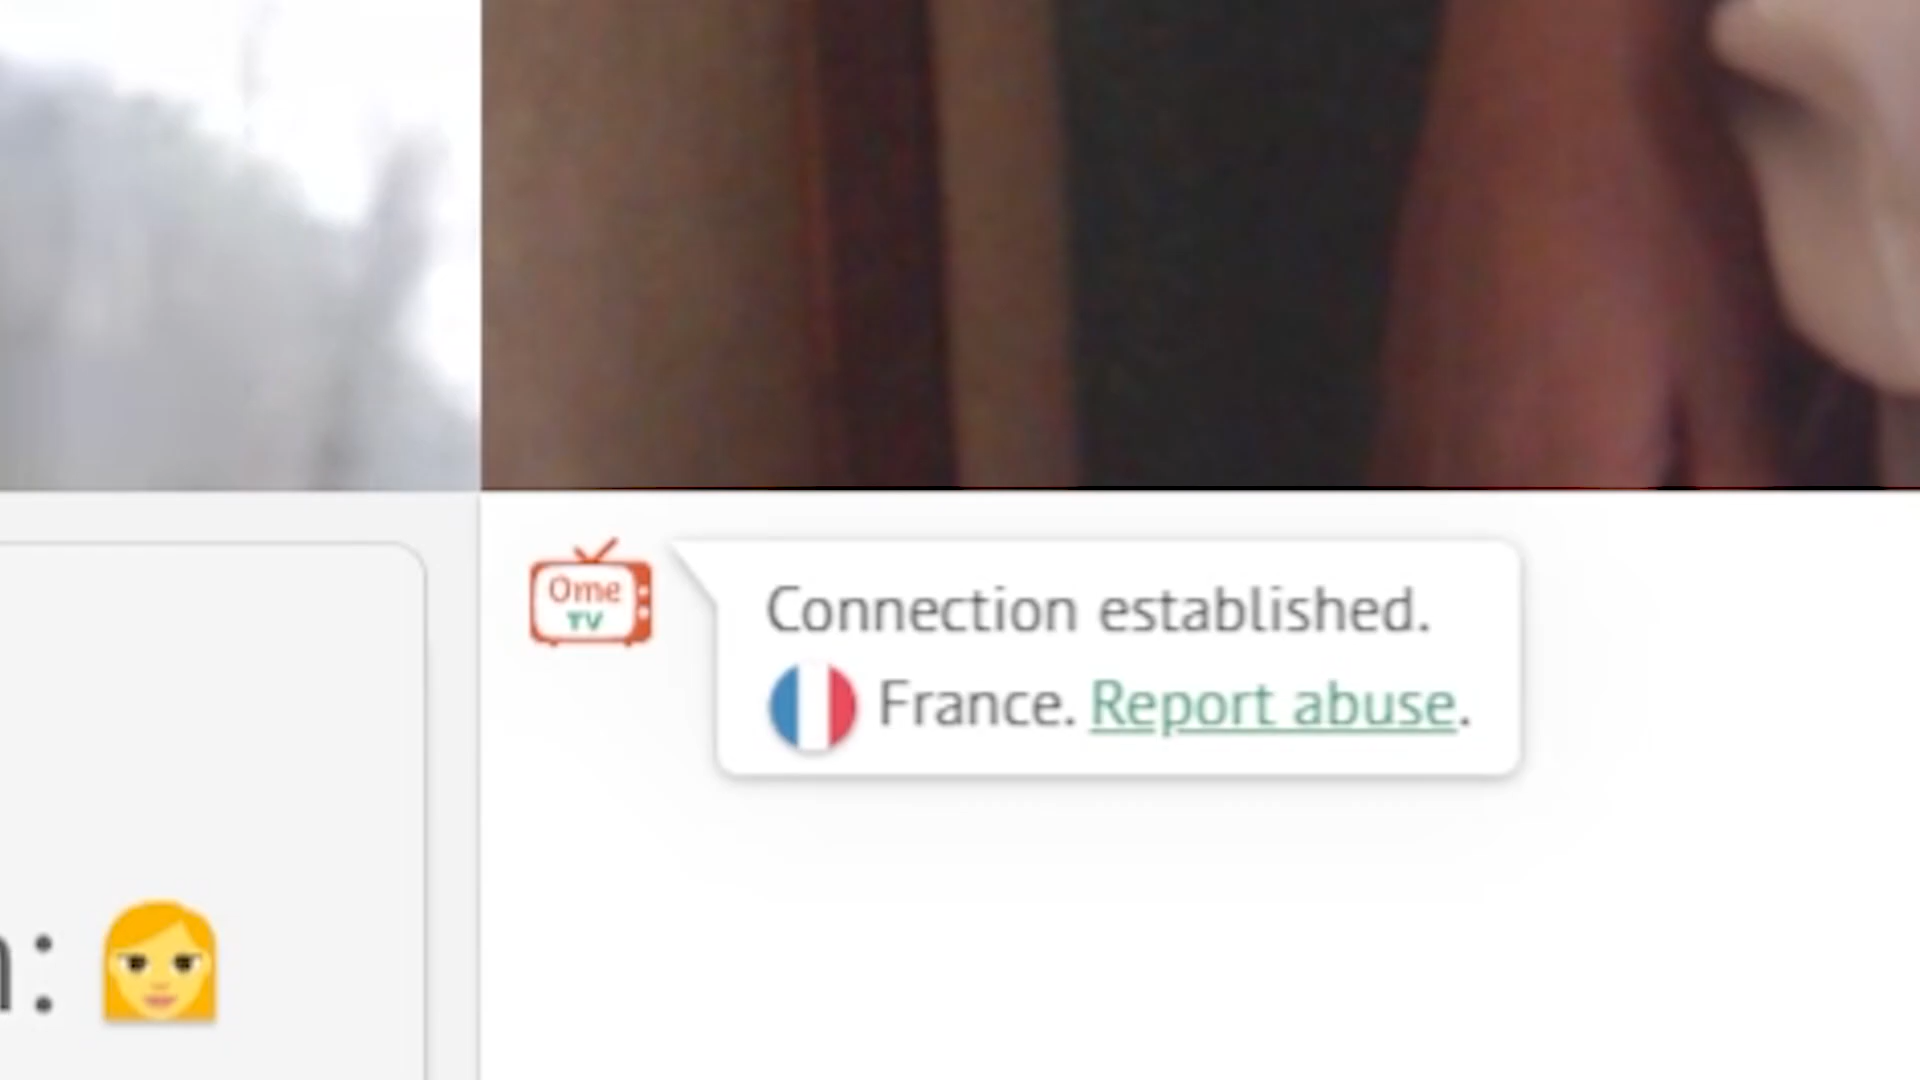 Ome
TV
Connection established.
France. Report abuse.
: